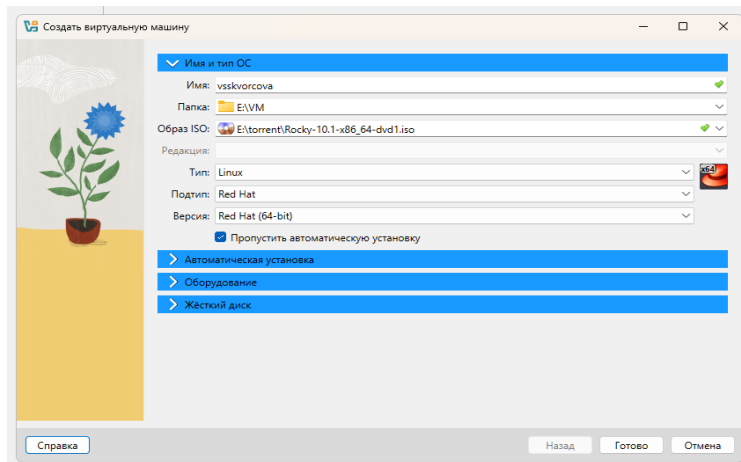 Создать виртуальную машину
Имя и тип ОС
Имя: vsskvorcova
Папка: E:\VM
Образ ISO: E:\torrent\Rocky-10.1-x86_64-dvd1.iso
Редакция:
Тип: Linux
x64
Подтип: Red Hat
Версия: Red Hat (64-bit)
Пропустить автоматическую установку
Автоматическая установка
Оборудование
Жёсткий диск
Справка Назад Готово Отмена